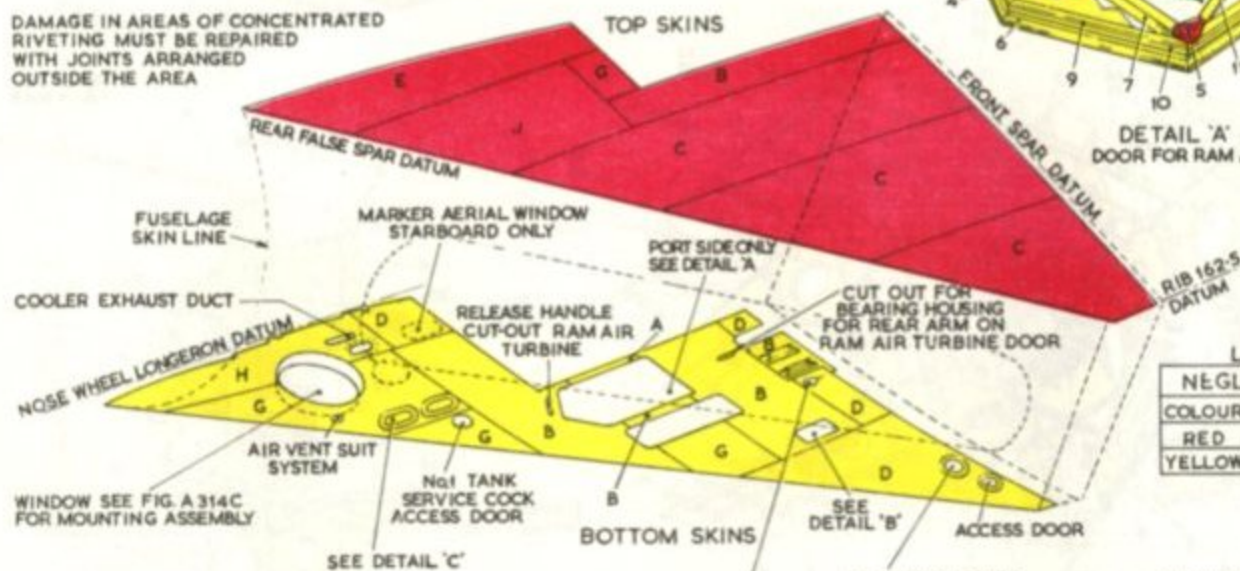 DAMAGE IN AREAS OF CONCENTRATED
RIVETING MUST BE REPAIRED
WITH JOINTS ARRANGED
OUTSIDE THE AREA
TOP SKINS
E
G
B
J
C
C
C
REAR FALSE SPAR DATUM
FRONT SPAR DATUM
6
9
7
10
5
DETAIL 'A'
DOOR FOR RAM
RIB 162·5
DATUM
FUSELAGE
SKIN LINE
MARKER AERIAL WINDOW
STARBOARD ONLY
PORT SIDE ONLY
SEE DETAIL 'A
COOLER EXHAUST DUCT
RELEASE HANDLE
CUT-OUT RAM AIR
TURBINE
A
CUT OUT FOR
BEARING HOUSING
FOR REAR ARM ON
RAM AIR TURBINE DOOR
NOSE WHEEL LONGERON DATUM
D
D
B
H
G
G
B
B
D
G
D
AIR VENT SUIT
SYSTEM
No.1 TANK
SERVICE COCK
ACCESS DOOR
B
WINDOW SEE FIG. A 314C
FOR MOUNTING ASSEMBLY
SEE DETAIL 'C'
BOTTOM SKINS
SEE
DETAIL 'B'
ACCESS DOOR
L
NEGL
COLOUR
RED
YELLOW